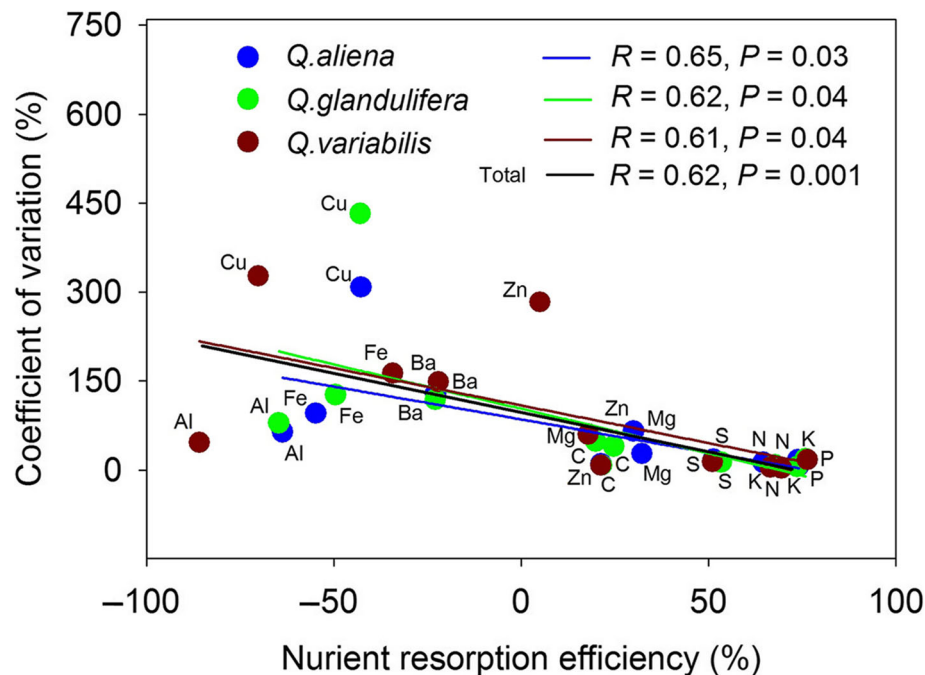 750
600
450
300
150
0
Coefficient of variation (%)
Q.aliena
Q.glandulifera
Q.variabilis
R = 0.65, P = 0.03
R = 0.62, P = 0.04
R = 0.61, P = 0.04
Total R = 0.62, P = 0.001
Cu
Cu
Cu
Zn
Fe Ba Ba
Al Al Fe Fe Ba
Al
Zn Mg
Mg C C Mg
Zn C
S S
N N K P
K N K P
–100 –50 0 50 100
Nurient resorption efficiency (%)